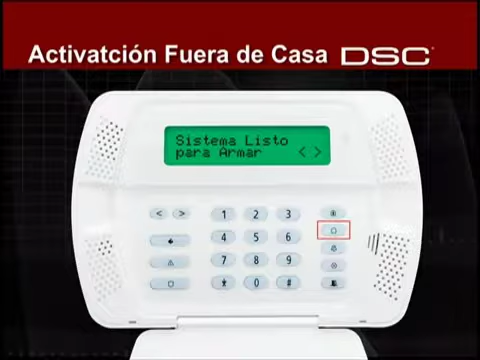 Activatción Fuera de Casa DSC
Sistema Listo
para Armar <>
< > 1 2 3
4 5 6
7 8 9
* 0 #